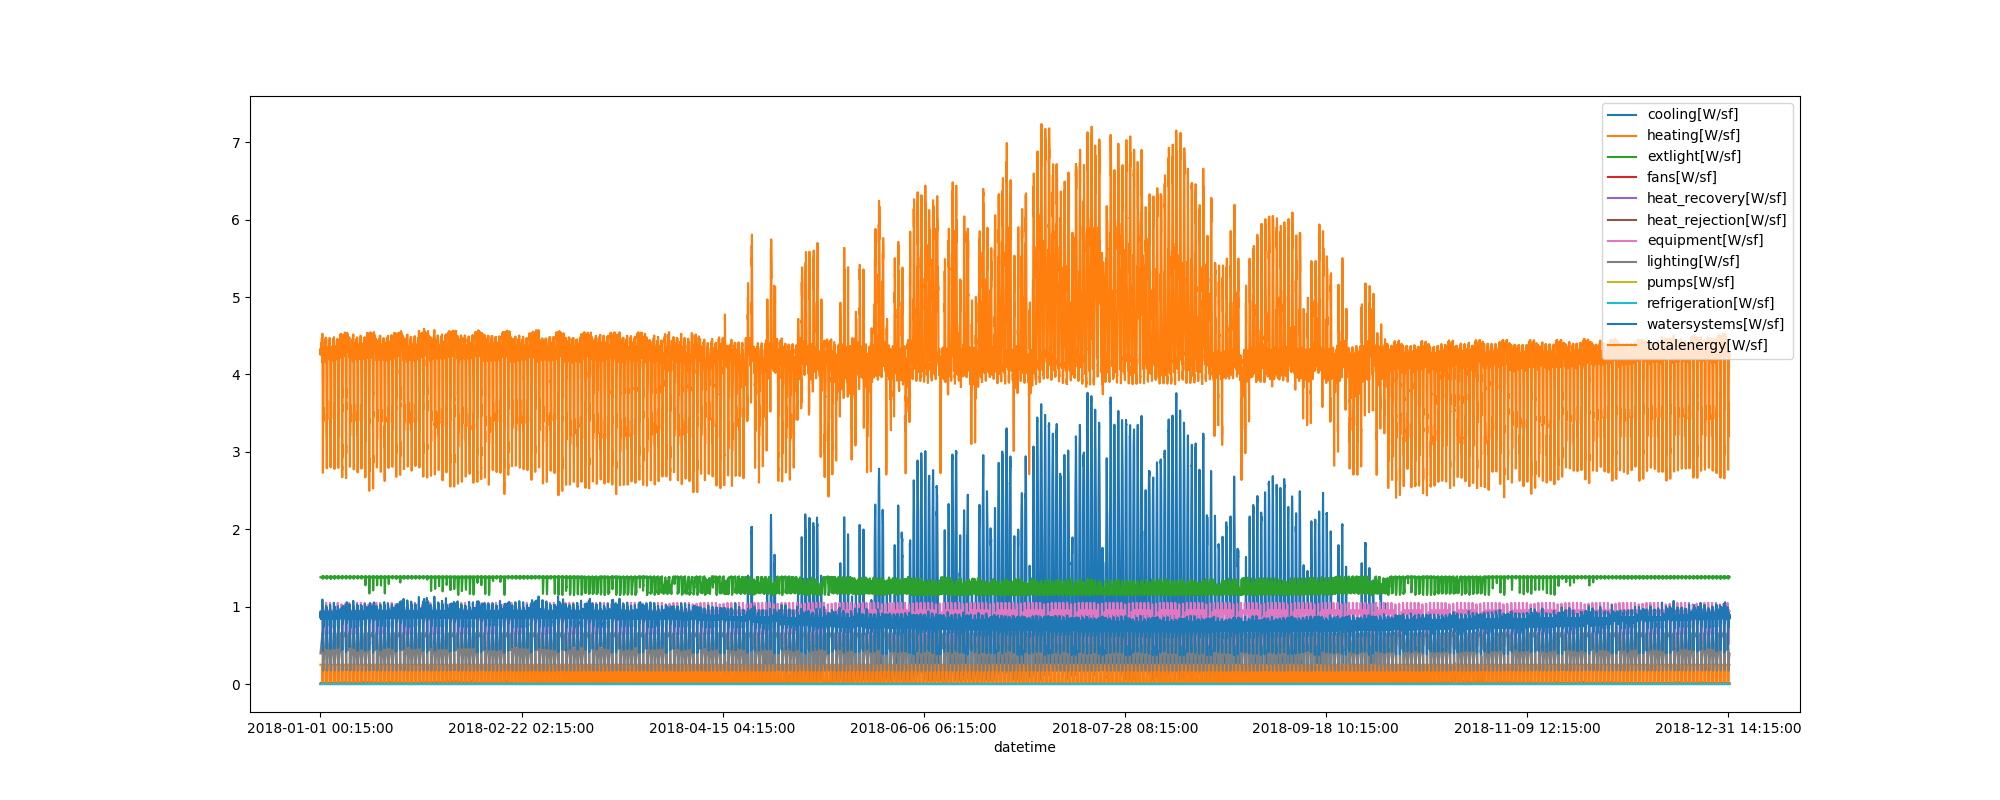 7
6
5
4
3
2
1
0
cooling[W/sf]
heating[W/sf]
extlight[W/sf]
fans[W/sf]
heat_recovery[W/sf]
heat_rejection[W/sf]
equipment[W/sf]
lighting[W/sf]
pumps[W/sf]
refrigeration[W/sf]
watersystems[W/sf]
totalenergy[W/sf]
2018-01-01 00:15:00 2018-02-22 02:15:00 2018-04-15 04:15:00 2018-06-06 06:15:00 2018-07-28 08:15:00 2018-09-18 10:15:00 2018-11-09 12:15:00 2018-12-31 14:15:00
datetime